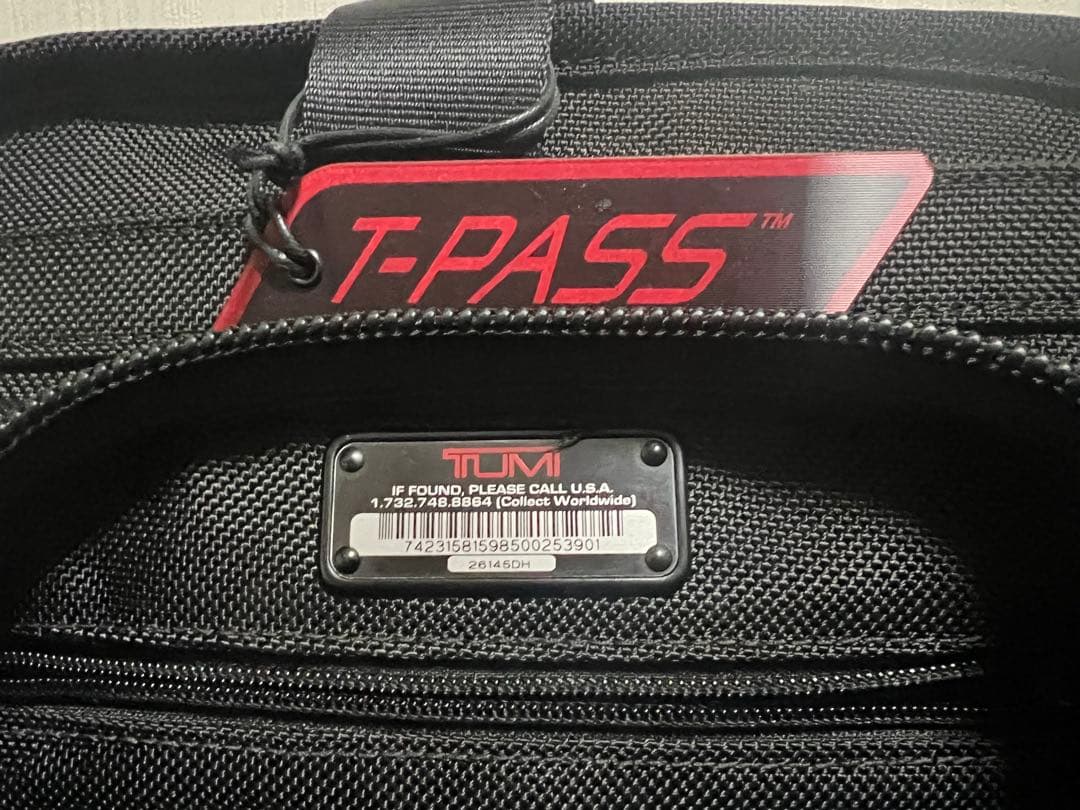 T-PASS™
TUMI
IF FOUND, PLEASE CALL U.S.A.
1.732.748.8864 (Collect Worldwide)
74231581598500253901
26145DH